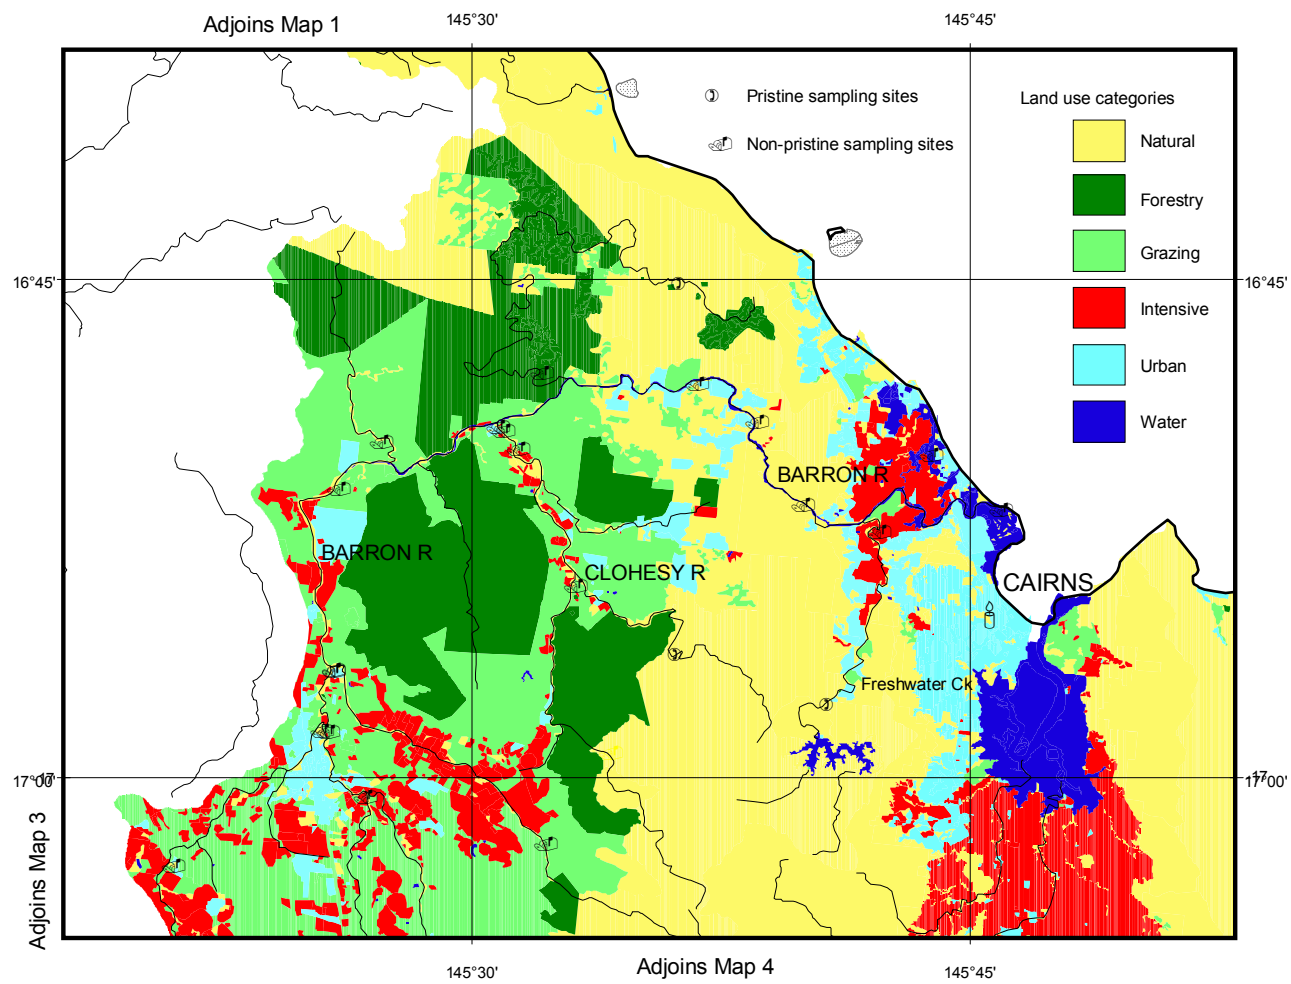 Adjoins Map 1
145°30'
145°45'
Pristine sampling sites
Non-pristine sampling sites
Land use categories
Natural
Forestry
Grazing
Intensive
Urban
Water
16°45'
16°45'
BARRON R
BARRON R
CLOHESY R
CAIRNS
Freshwater Ck
17°00'
17°00'
Adjoins Map 3
145°30'
Adjoins Map 4
145°45'